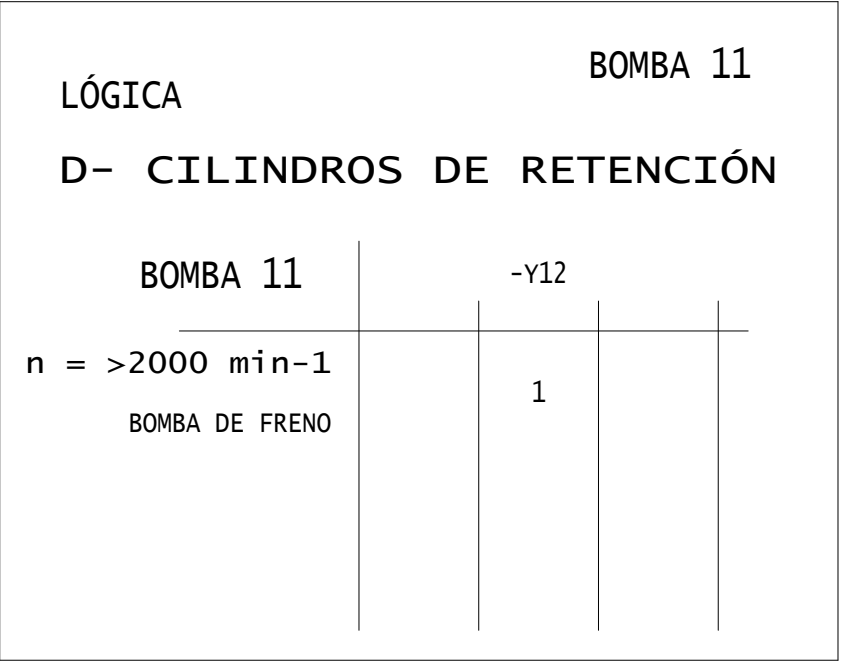 BOMBA 11
LÓGICA
D- CILINDROS DE RETENCIÓN
BOMBA 11 -Y12
n = >2000 min-1
1
BOMBA DE FRENO